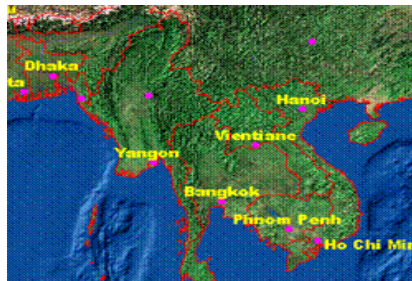 Dhaka
ta
Hanoi
Vientiane
Yangon
Bangkok
Phnom Penh
Ho Chi Min